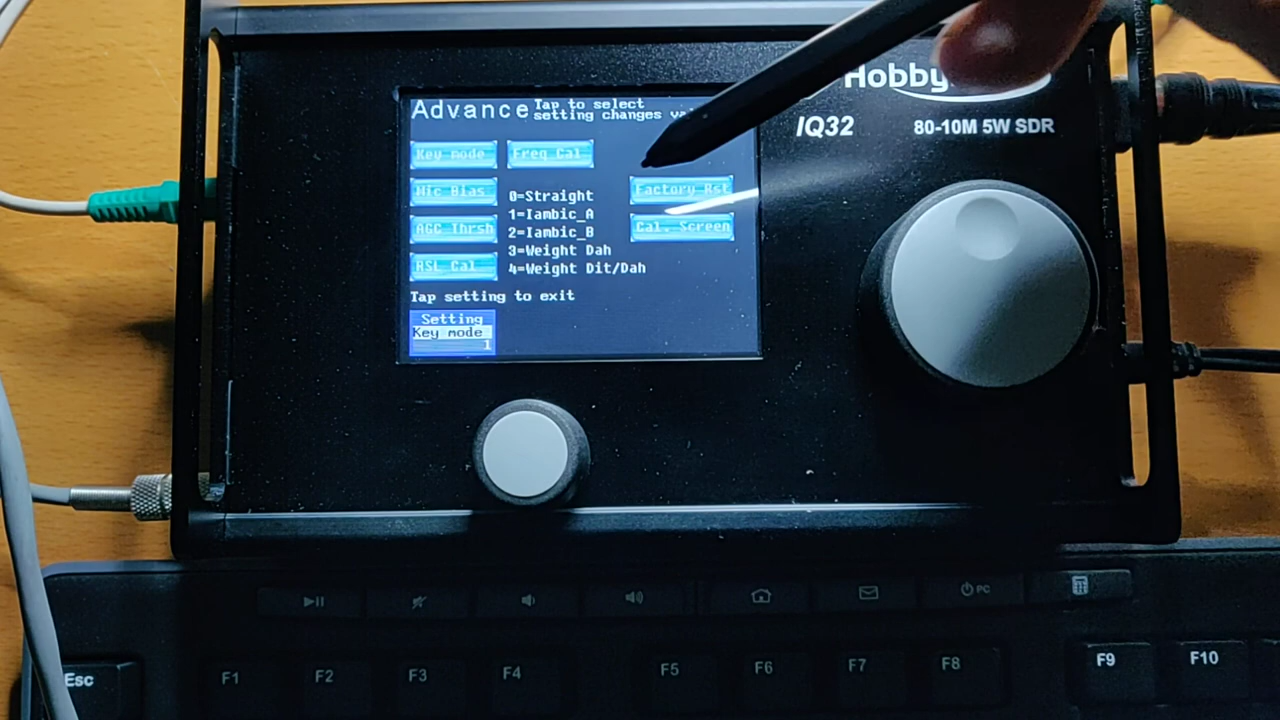 Hobby
IQ32 80-10M 5W SDR
Advance Tap to select
setting changes
Key mode Freq Cal
Mic Bias Factory Rst
0=Straight
1=Iambic_A
AGC Thrsh Cal. Screen
2=Iambic_B
3=Weight Dah
RSL Cal
4=Weight Dit/Dah
Tap setting to exit
Setting
Key mode
1
PC
Esc F1 F2 F3 F4 F5 F6 F7 F8 F9 F10